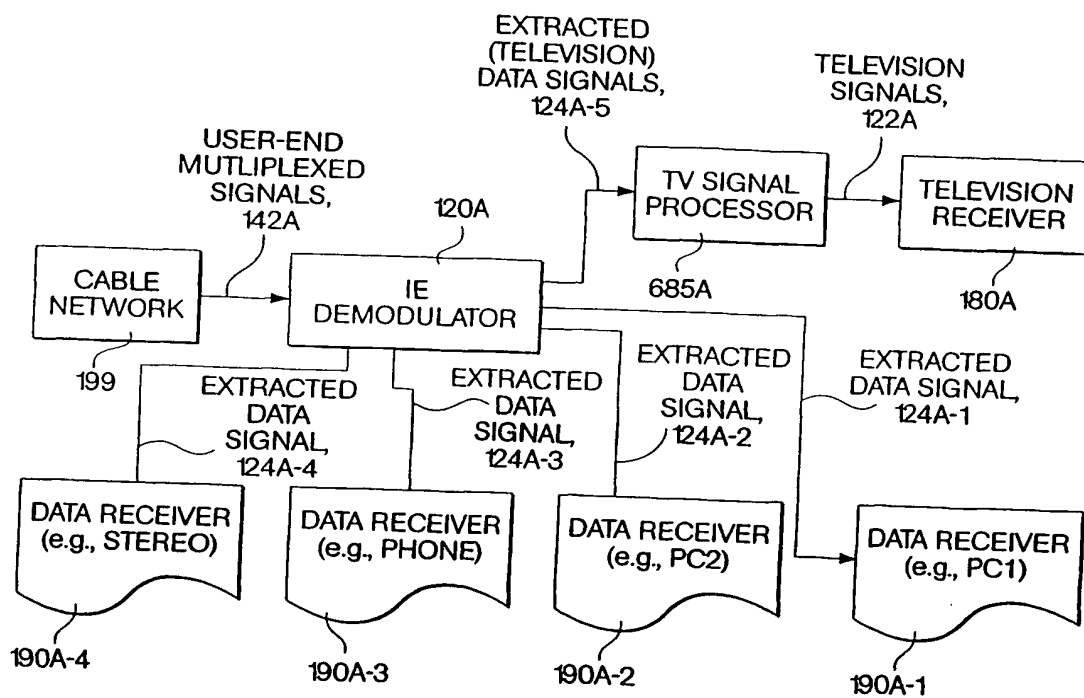 EXTRACTED
(TELEVISION)
DATA SIGNALS,
124A-5
TELEVISION
SIGNALS,
122A
USER-END
MUTLIPLEXED
SIGNALS,
142A
120A
TV SIGNAL
PROCESSOR
TELEVISION
RECEIVER
CABLE
NETWORK
IE
DEMODULATOR
685A
180A
199
EXTRACTED
DATA
SIGNAL,
124A-4
EXTRACTED
DATA
SIGNAL,
124A-3
EXTRACTED
DATA
SIGNAL,
124A-2
EXTRACTED
DATA SIGNAL,
124A-1
DATA RECEIVER
(e.g., STEREO)
DATA RECEIVER
(e.g., PHONE)
DATA RECEIVER
(e.g., PC2)
DATA RECEIVER
(e.g., PC1)
190A-4
190A-3
190A-2
190A-1